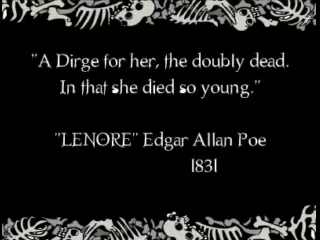 "A Dirge for her, the doubly dead.
In that she died so young."
"LENORE" Edgar Allan Poe
1831